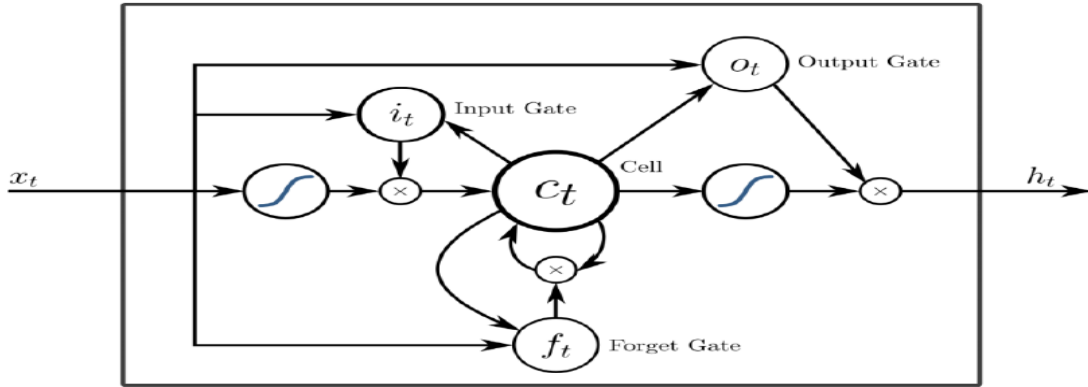 o_t Output Gate
i_t Input Gate
Cell
x_t
c_t
h_t
×
×
×
f_t Forget Gate